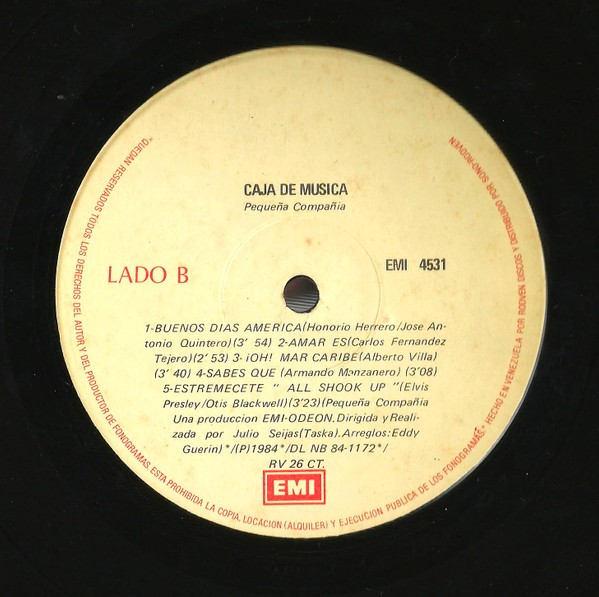 CAJA DE MUSICA
Pequeña Compañia
LADO B
EMI 4531
1-BUENOS DIAS AMERICA(Honorio Herrero/Jose An-
tonio Quintero)(3' 54) 2-AMAR ES(Carlos Fernandez
Tejero)(2' 53) 3- ¡OH! MAR CARIBE(Alberto Villa)
(3' 40) 4-SABES QUE (Armando Monzanero) (3'08)
5-ESTREMECETE " ALL SHOOK UP "(Elvis
Presley/Otis Blackwell)(3'23)(Pequeña Compañia
Una produccion EMI-ODEON. Dirigida y Reali-
zada por Julio Seijas(Taska). Arreglos: Eddy
Guerin)*/(P)1984*/DL NB 84-1172*/
RV 26 CT.
EMI
*QUEDAN RESERVADOS TODOS LOS DERECHOS DEL AUTOR Y DEL PRODUCTOR DE FONOGRAMAS. ESTA PROHIBIDA LA COPIA, LOCACION (ALQUILER) Y EJECUCION PUBLICA DE LOS FONOGRAMAS* HECHO EN VENEZUELA POR RODVEN DISCOS Y DISTRIBUIDO POR SONO-RODVEN